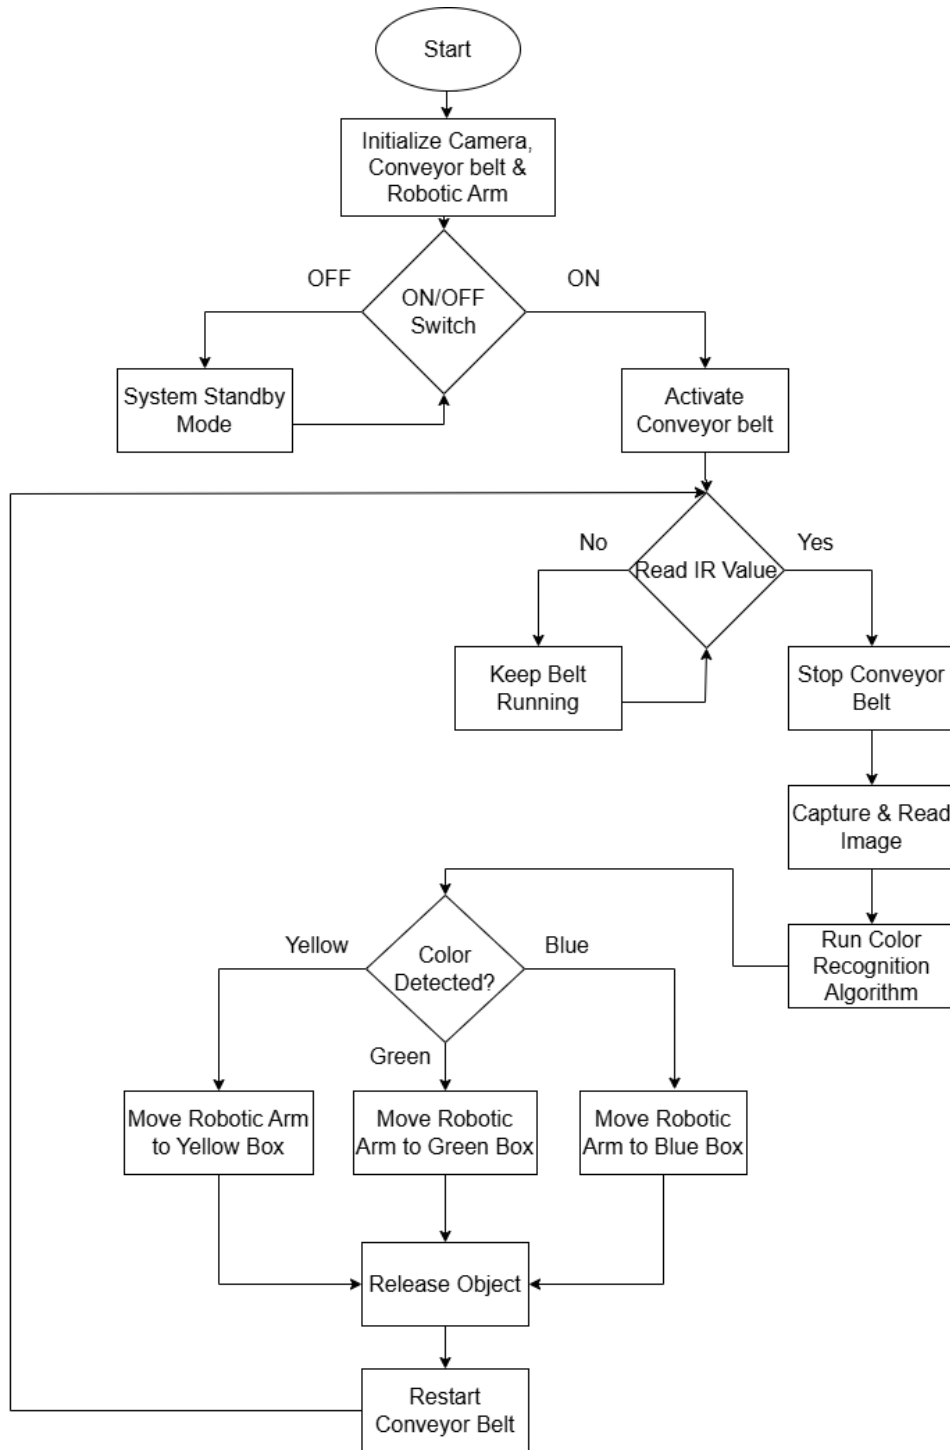 Start
Initialize Camera,
Conveyor belt &
Robotic Arm
OFF
ON
ON/OFF
Switch
System Standby
Mode
Activate
Conveyor belt
No
Yes
Read IR Value
Keep Belt
Running
Stop Conveyor
Belt
Capture & Read
Image
Run Color
Recognition
Algorithm
Yellow
Blue
Color
Detected?
Green
Move Robotic Arm
to Yellow Box
Move Robotic
Arm to Green Box
Move Robotic
Arm to Blue Box
Release Object
Restart
Conveyor Belt